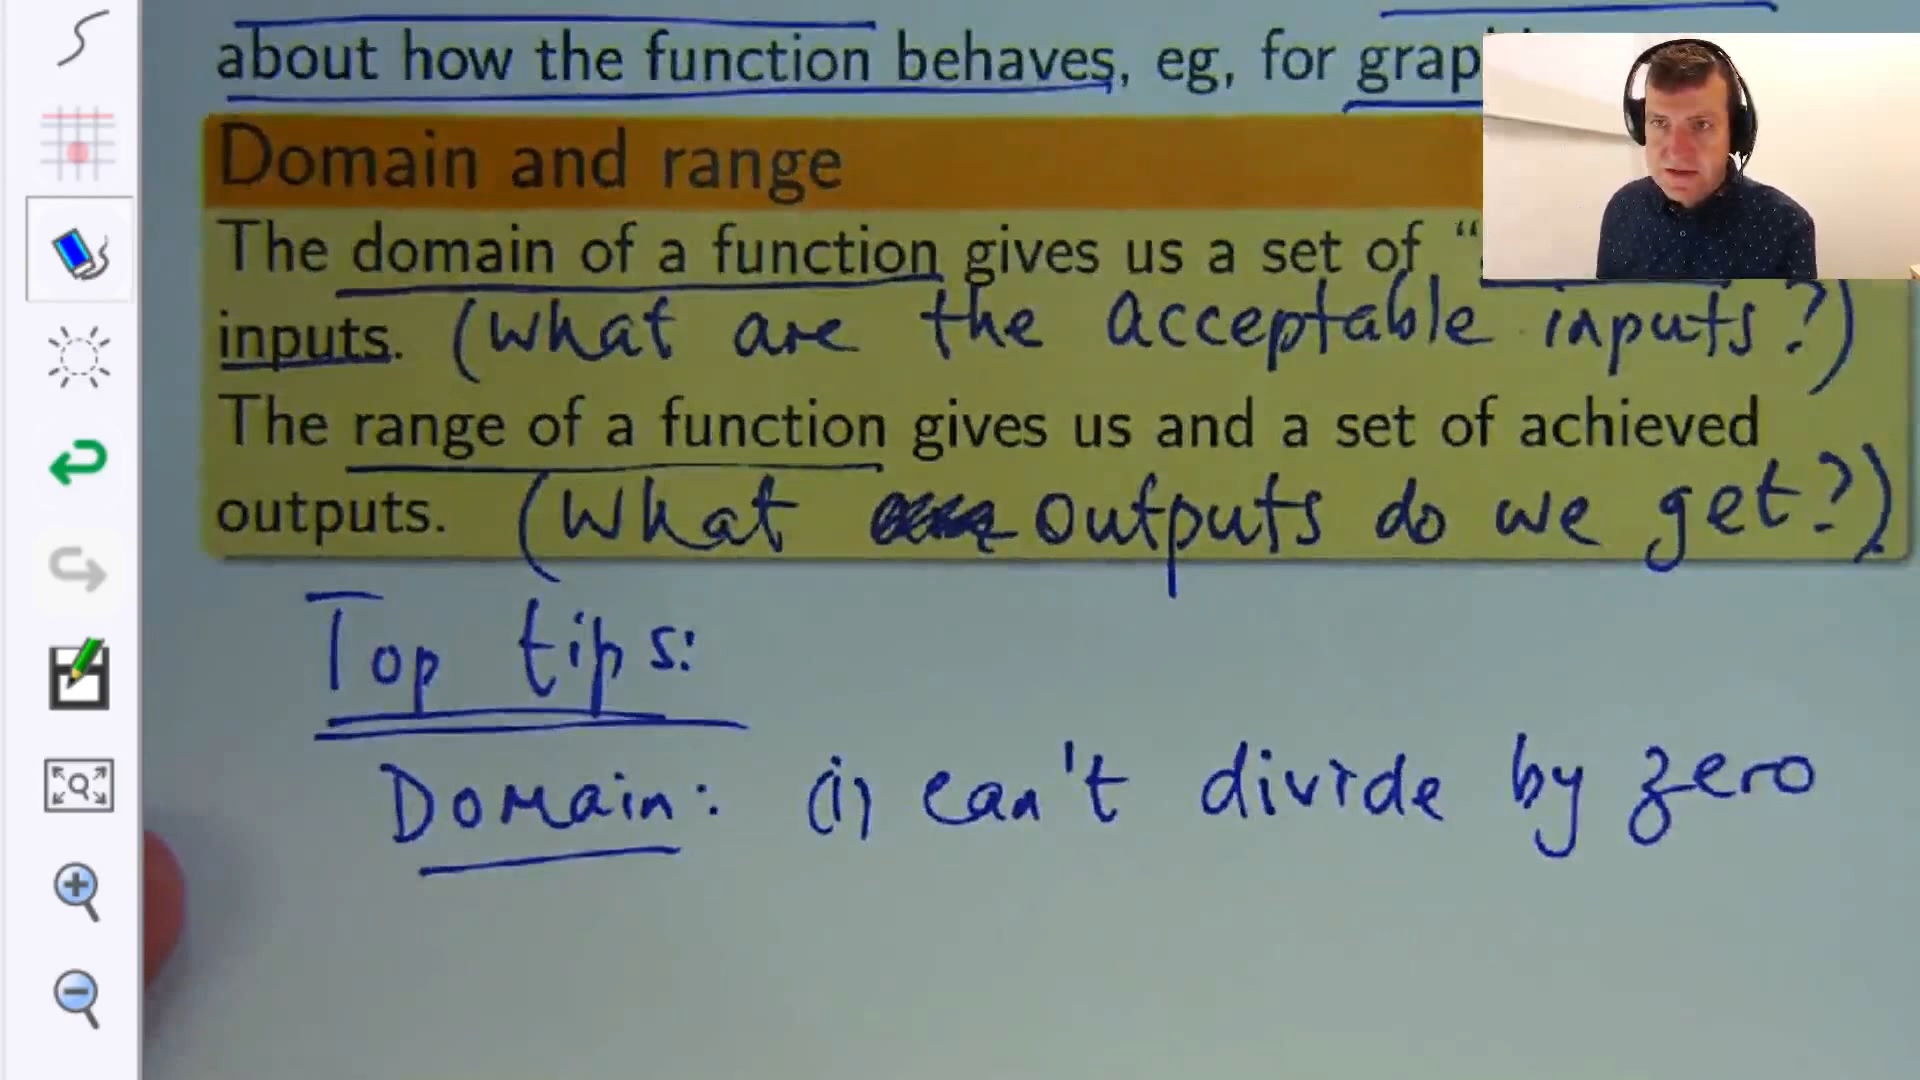 about how the function behaves, eg, for
Domain and range
The domain of a function gives us a set of “
inputs. (What are the acceptable inputs?)
The range of a function gives us and a set of achieved
outputs. (What outputs do we get?)
Top tips:
Domain: (i) can't divide by zero